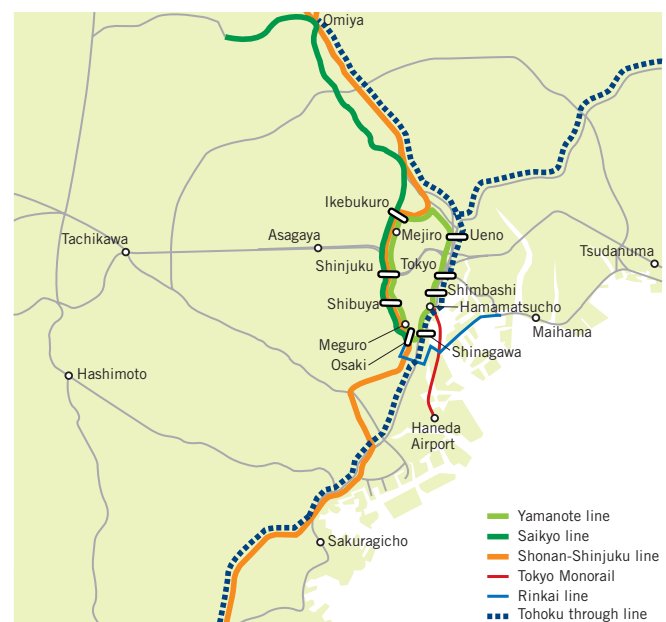 Omiya
Ikebukuro
Mejiro
Ueno
Tachikawa
Asagaya
Tsudanuma
Shinjuku
Tokyo
Shibuya
Shimbashi
Hamamatsucho
Maihama
Meguro
Osaki
Shinagawa
Hashimoto
Haneda
Airport
Sakuragicho
Yamanote line
Saikyo line
Shonan-Shinjuku line
Tokyo Monorail
Rinkai line
Tohoku through line